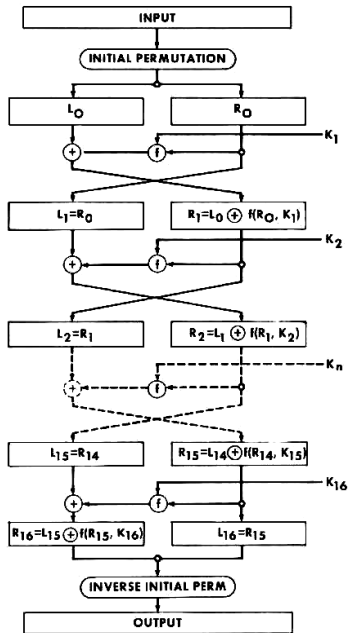 INPUT
INITIAL PERMUTATION
L0 R0
K1
+ f
L1=R0 R1=L0 ⊕ f(R0, K1)
K2
+ f
L2=R1 R2=L1 ⊕ f(R1, K2)
Kn
+ f
L15=R14 R15=L14 ⊕ f(R14, K15)
K16
+ f
R16=L15 ⊕ f(R15, K16) L16=R15
INVERSE INITIAL PERM
OUTPUT